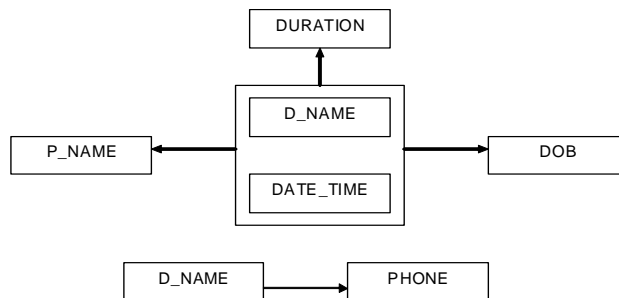 DURATION
D_NAME
P_NAME
DOB
DATE_TIME
D_NAME
PHONE